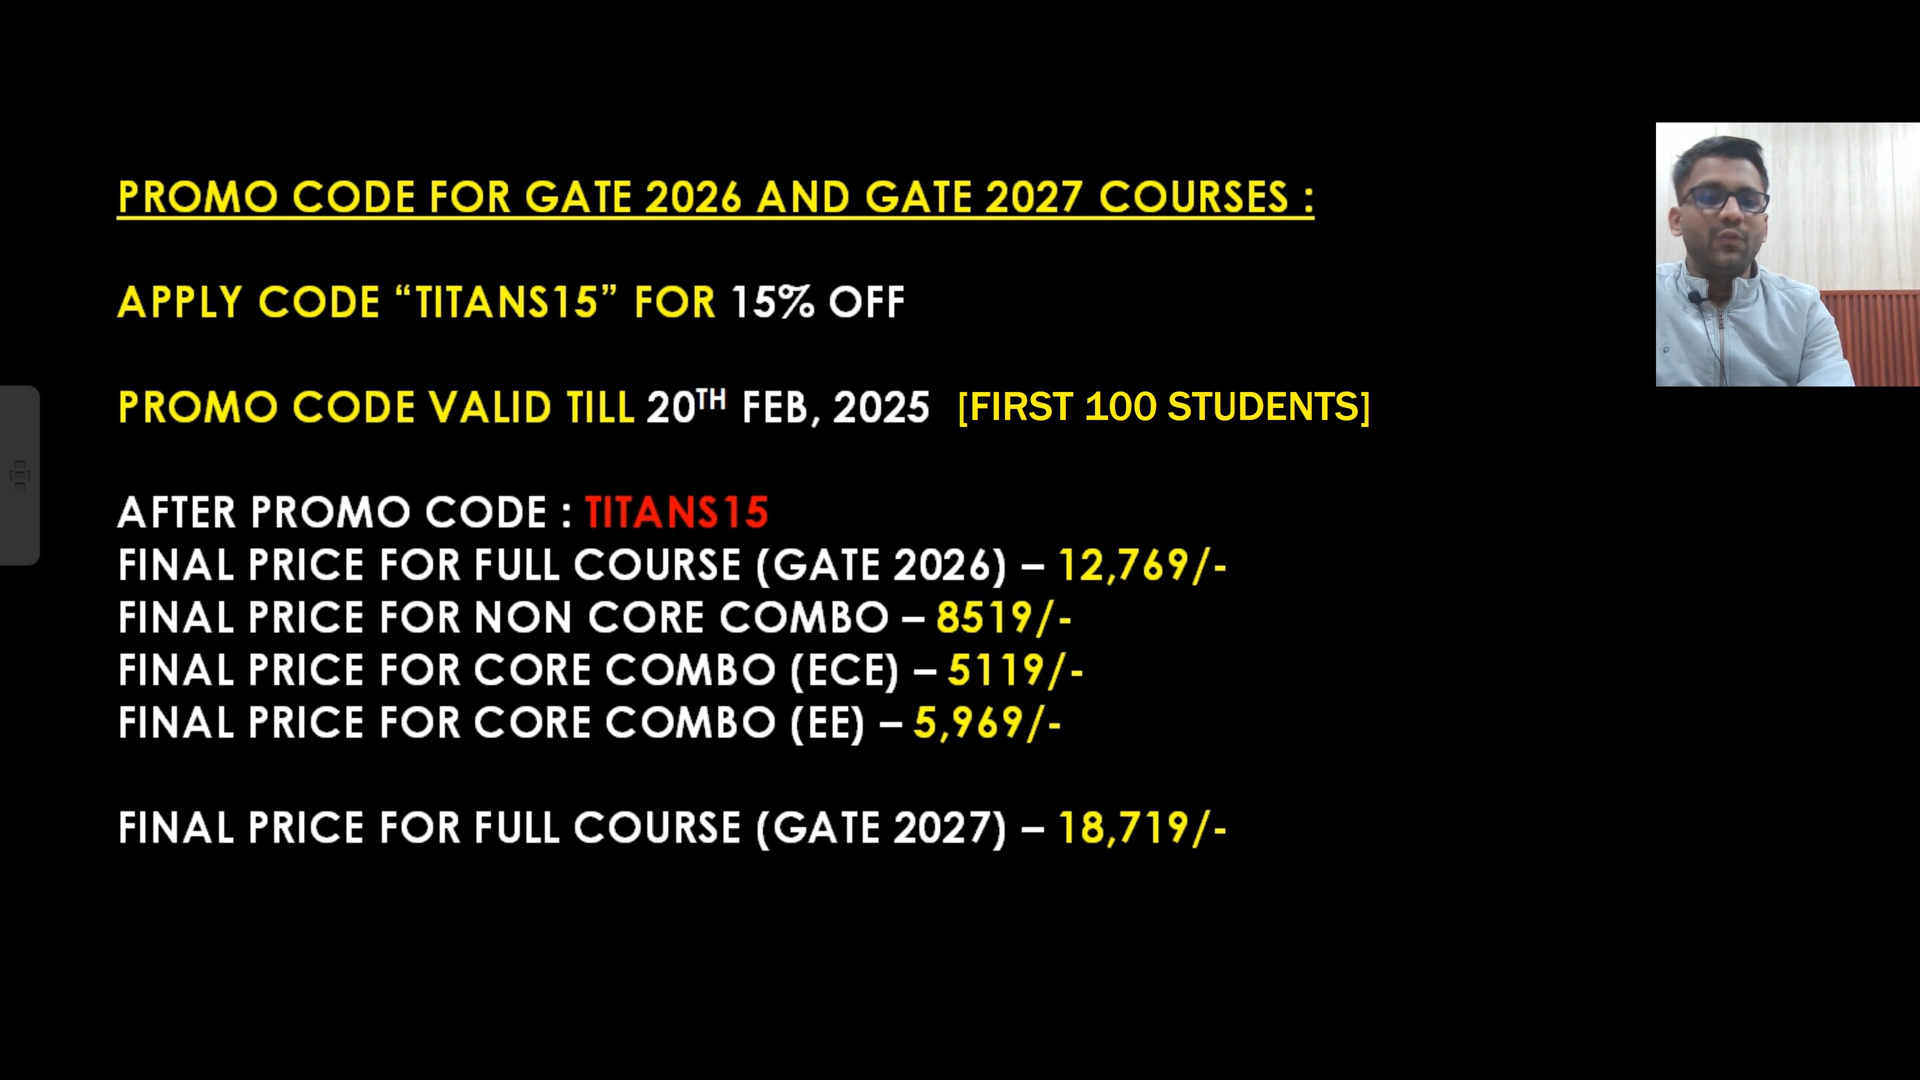 PROMO CODE FOR GATE 2026 AND GATE 2027 COURSES :
APPLY CODE “TITANS15” FOR 15% OFF
PROMO CODE VALID TILL 20TH FEB, 2025 [FIRST 100 STUDENTS]
AFTER PROMO CODE : TITANS15
FINAL PRICE FOR FULL COURSE (GATE 2026) – 12,769/-
FINAL PRICE FOR NON CORE COMBO – 8519/-
FINAL PRICE FOR CORE COMBO (ECE) – 5119/-
FINAL PRICE FOR CORE COMBO (EE) – 5,969/-
FINAL PRICE FOR FULL COURSE (GATE 2027) – 18,719/-